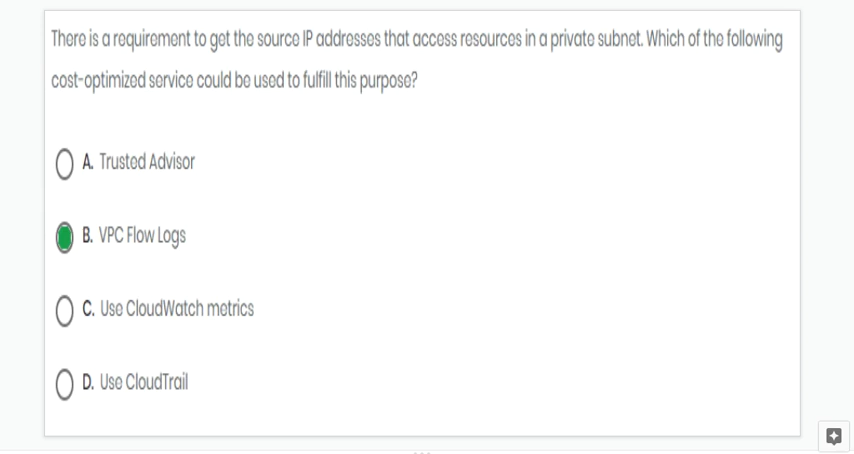 There is a requirement to get the source IP addresses that access resources in a private subnet. Which of the following
cost-optimized service could be used to fulfill this purpose?
A. Trusted Advisor
B. VPC Flow Logs
C. Use CloudWatch metrics
D. Use CloudTrail